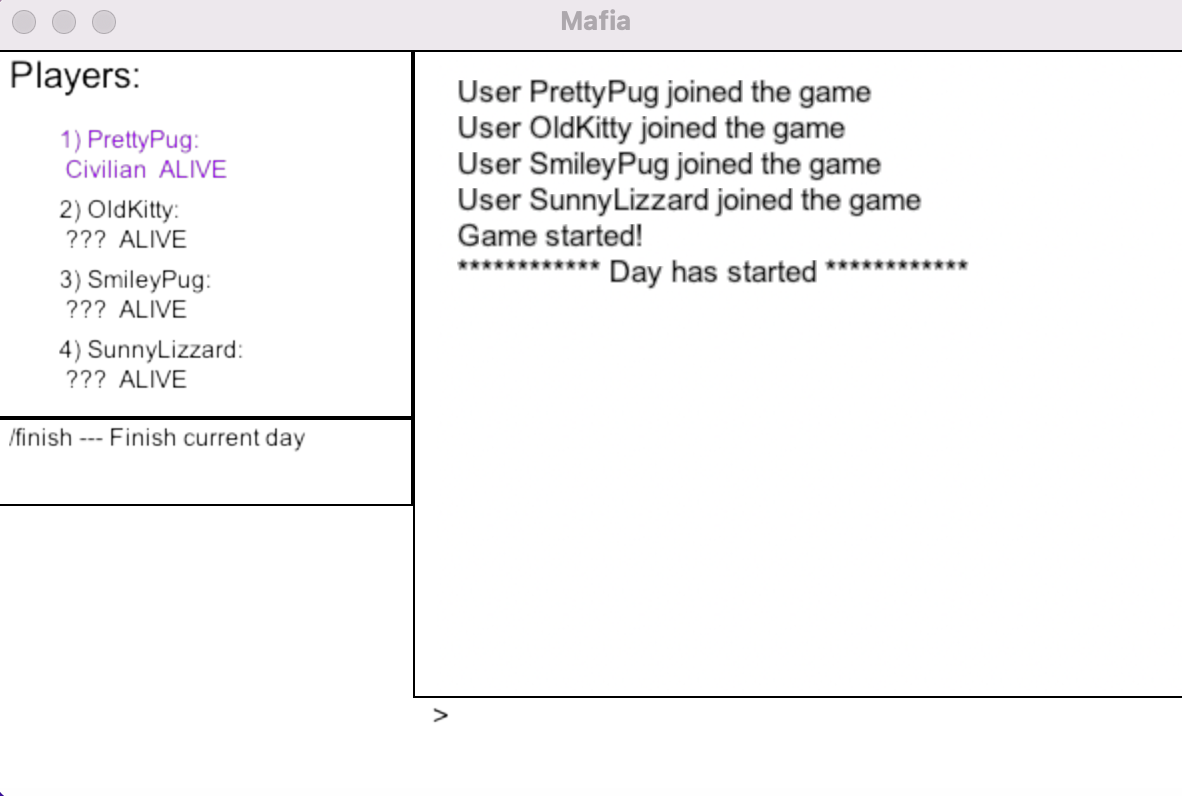 Mafia
Players:
1) PrettyPug:
Civilian ALIVE
2) OldKitty:
??? ALIVE
3) SmileyPug:
??? ALIVE
4) SunnyLizzard:
??? ALIVE
/finish --- Finish current day
User PrettyPug joined the game
User OldKitty joined the game
User SmileyPug joined the game
User SunnyLizzard joined the game
Game started!
************ Day has started ************
>